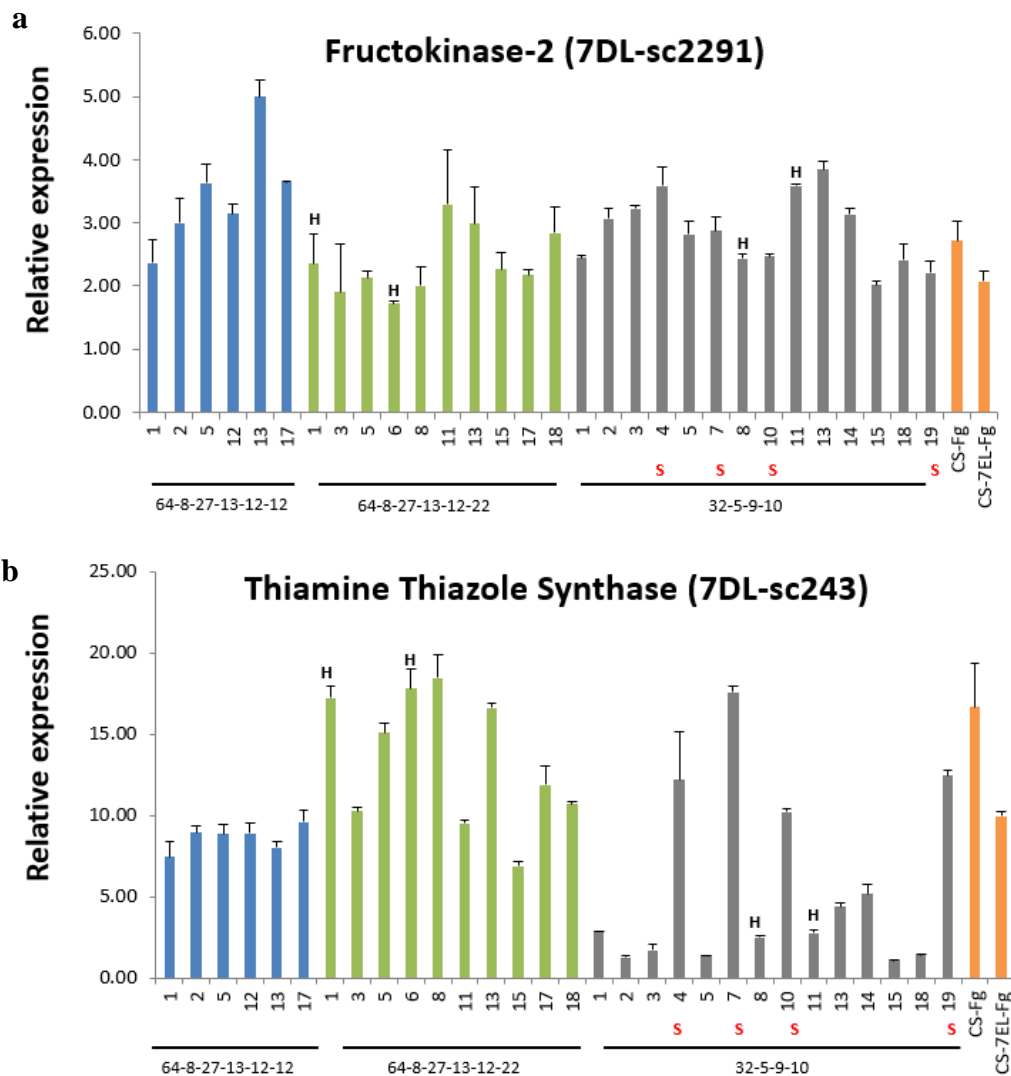 a
Fructokinase-2 (7DL-sc2291)
Relative expression
6.00
5.00
4.00
3.00
2.00
1.00
0.00
H
H
H
H
1 2 5 12 13 17 1 3 5 6 8 11 13 15 17 18 1 2 3 4 5 7 8 10 11 13 14 15 18 19 CS-Fg CS-7EL-Fg
S S S S
64-8-27-13-12-12 64-8-27-13-12-22 32-5-9-10
b
Thiamine Thiazole Synthase (7DL-sc243)
Relative expression
25.00
20.00
15.00
10.00
5.00
0.00
H
H
H
H
1 2 5 12 13 17 1 3 5 6 8 11 13 15 17 18 1 2 3 4 5 7 8 10 11 13 14 15 18 19 CS-Fg CS-7EL-Fg
S S S S
64-8-27-13-12-12 64-8-27-13-12-22 32-5-9-10